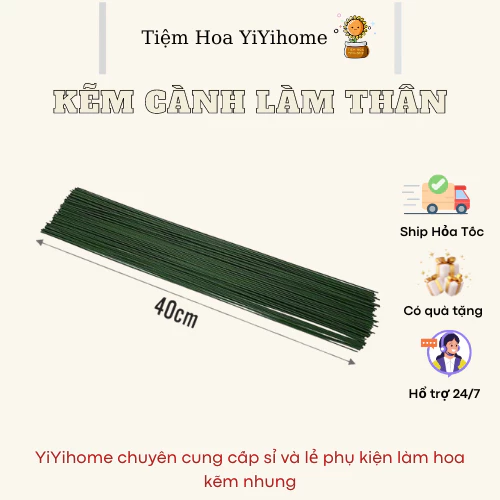 Tiệm Hoa YiYihome
KẼM CÀNH LÀM THÂN
40cm
Ship Hỏa Tốc
Có quà tặng
Hổ trợ 24/7
YiYihome chuyên cung cấp sỉ và lẻ phụ kiện làm hoa
kẽm nhung